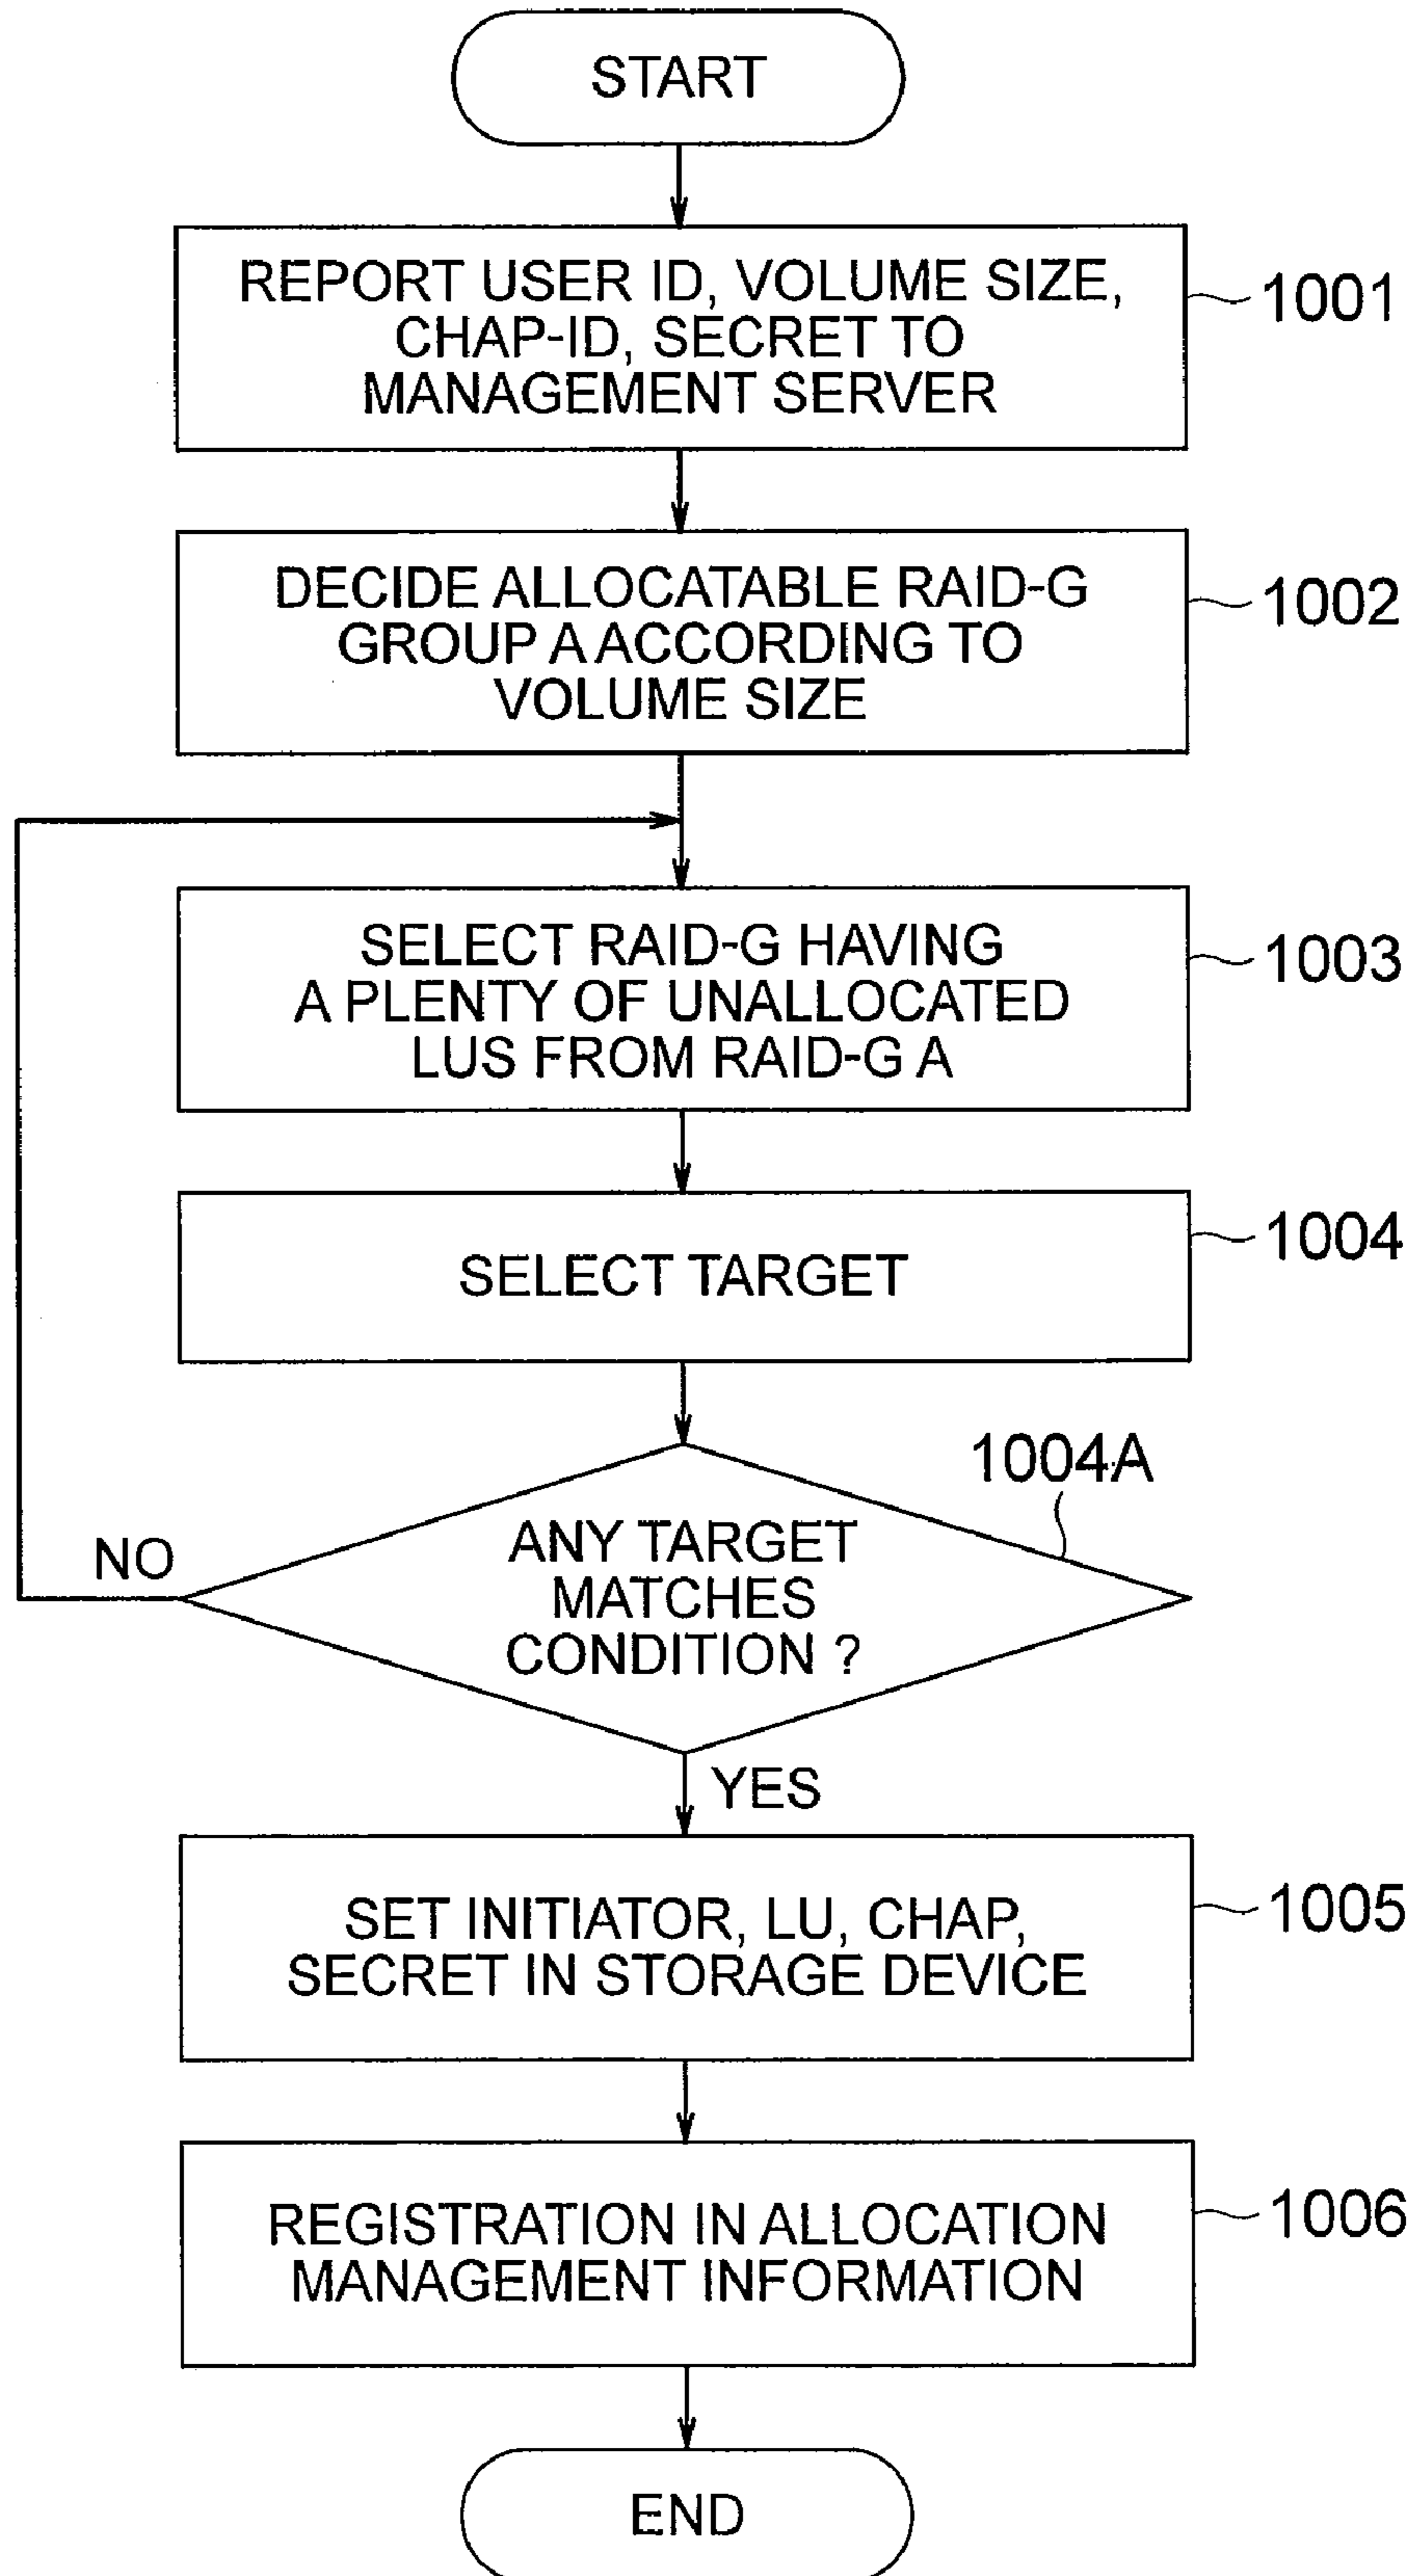 START
REPORT USER ID, VOLUME SIZE,
CHAP-ID, SECRET TO
MANAGEMENT SERVER
1001
DECIDE ALLOCATABLE RAID-G
GROUP A ACCORDING TO
VOLUME SIZE
1002
SELECT RAID-G HAVING
A PLENTY OF UNALLOCATED
LUS FROM RAID-G A
1003
SELECT TARGET
1004
1004A
ANY TARGET
MATCHES
CONDITION ?
NO
YES
SET INITIATOR, LU, CHAP,
SECRET IN STORAGE DEVICE
1005
REGISTRATION IN ALLOCATION
MANAGEMENT INFORMATION
1006
END